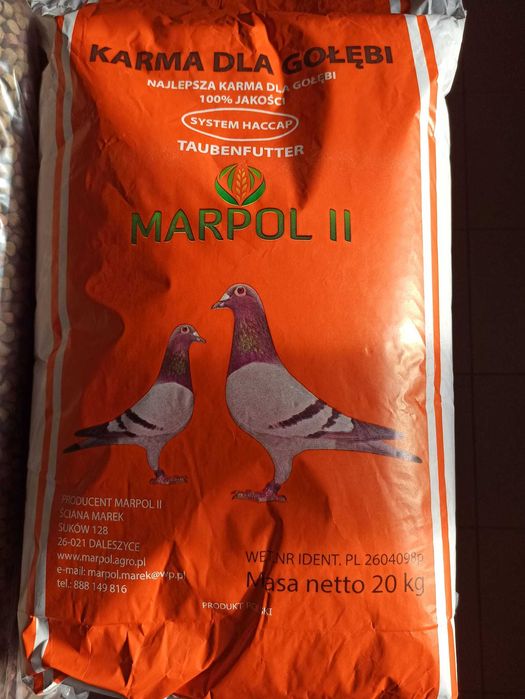 KARMA DLA GOŁĘBI
NAJLEPSZA KARMA DLA GOŁĘBI
100% JAKOŚCI
SYSTEM HACCAP
TAUBENFUTTER
MARPOL II
PRODUCENT MARPOL II
ŚCIANA MAREK
SUKÓW 128
26-021 DALESZYCE
www.marpol.agro.pl
e-mail: marpol.marek@wp.pl
tel.: 888 149 816
WET.NR IDENT. PL 2604098p
Masa netto 20 kg
PRODUKT POLSKI